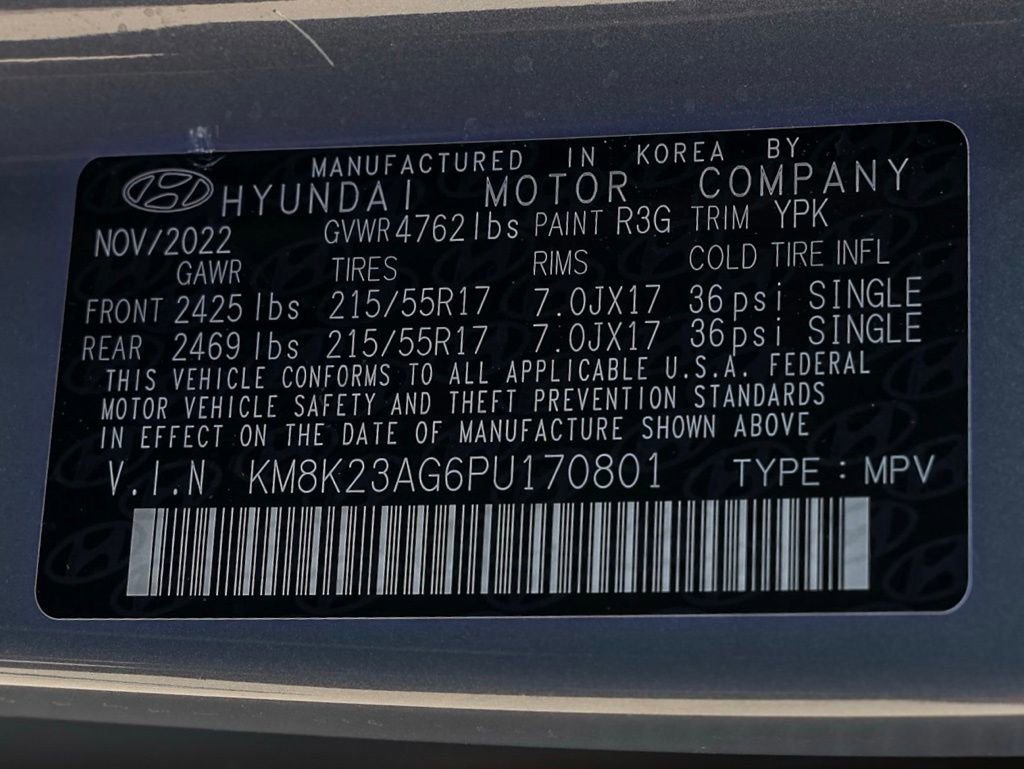 MANUFACTURED IN KOREA BY
HYUNDAI MOTOR COMPANY
NOV/2022 GVWR 4762 lbs PAINT R3G TRIM YPK
GAWR TIRES RIMS COLD TIRE INFL
FRONT 2425 lbs 215/55R17 7.0JX17 36psi SINGLE
REAR 2469 lbs 215/55R17 7.0JX17 36psi SINGLE
THIS VEHICLE CONFORMS TO ALL APPLICABLE U.S.A. FEDERAL
MOTOR VEHICLE SAFETY AND THEFT PREVENTION STANDARDS
IN EFFECT ON THE DATE OF MANUFACTURE SHOWN ABOVE
V.I.N KM8K23AG6PU170801 TYPE : MPV